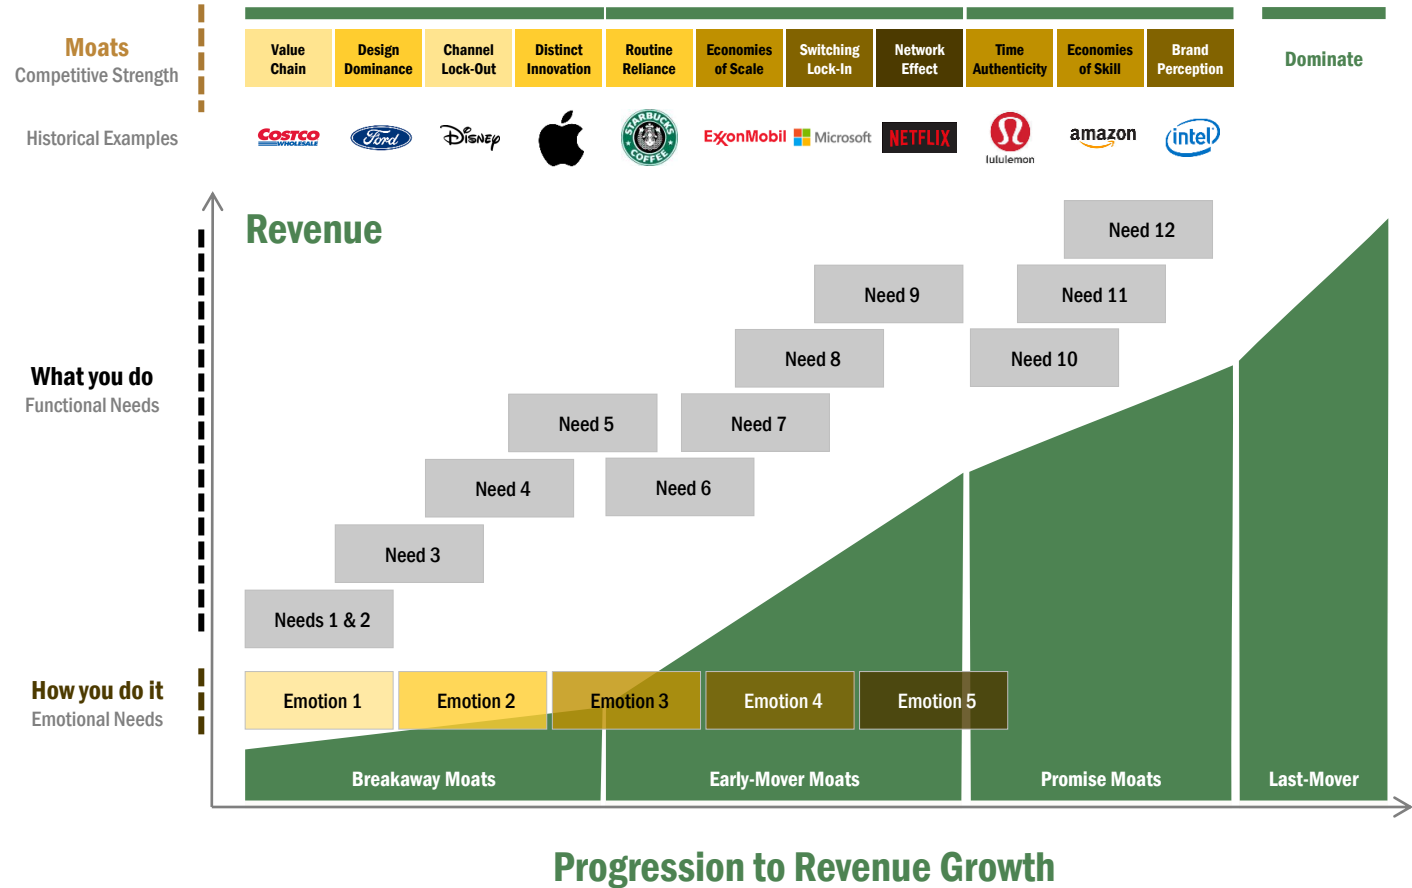 Moats
Competitive Strength
Value
Chain
Design
Dominance
Channel
Lock-Out
Distinct
Innovation
Routine
Reliance
Economies
of Scale
Switching
Lock-In
Network
Effect
Time
Authenticity
Economies
of Skill
Brand
Perception
Dominate
Historical Examples
COSTCO
WHOLESALE
Ford
Disney
STARBUCKS
COFFEE
ExxonMobil
Microsoft
NETFLIX
lululemon
amazon
intel
Revenue
Need 12
Need 9
Need 11
Need 8
Need 10
What you do
Functional Needs
Need 5
Need 7
Need 4
Need 6
Need 3
Needs 1 & 2
How you do it
Emotional Needs
Emotion 1
Emotion 2
Emotion 3
Emotion 4
Emotion 5
Breakaway Moats
Early-Mover Moats
Promise Moats
Last-Mover
Progression to Revenue Growth